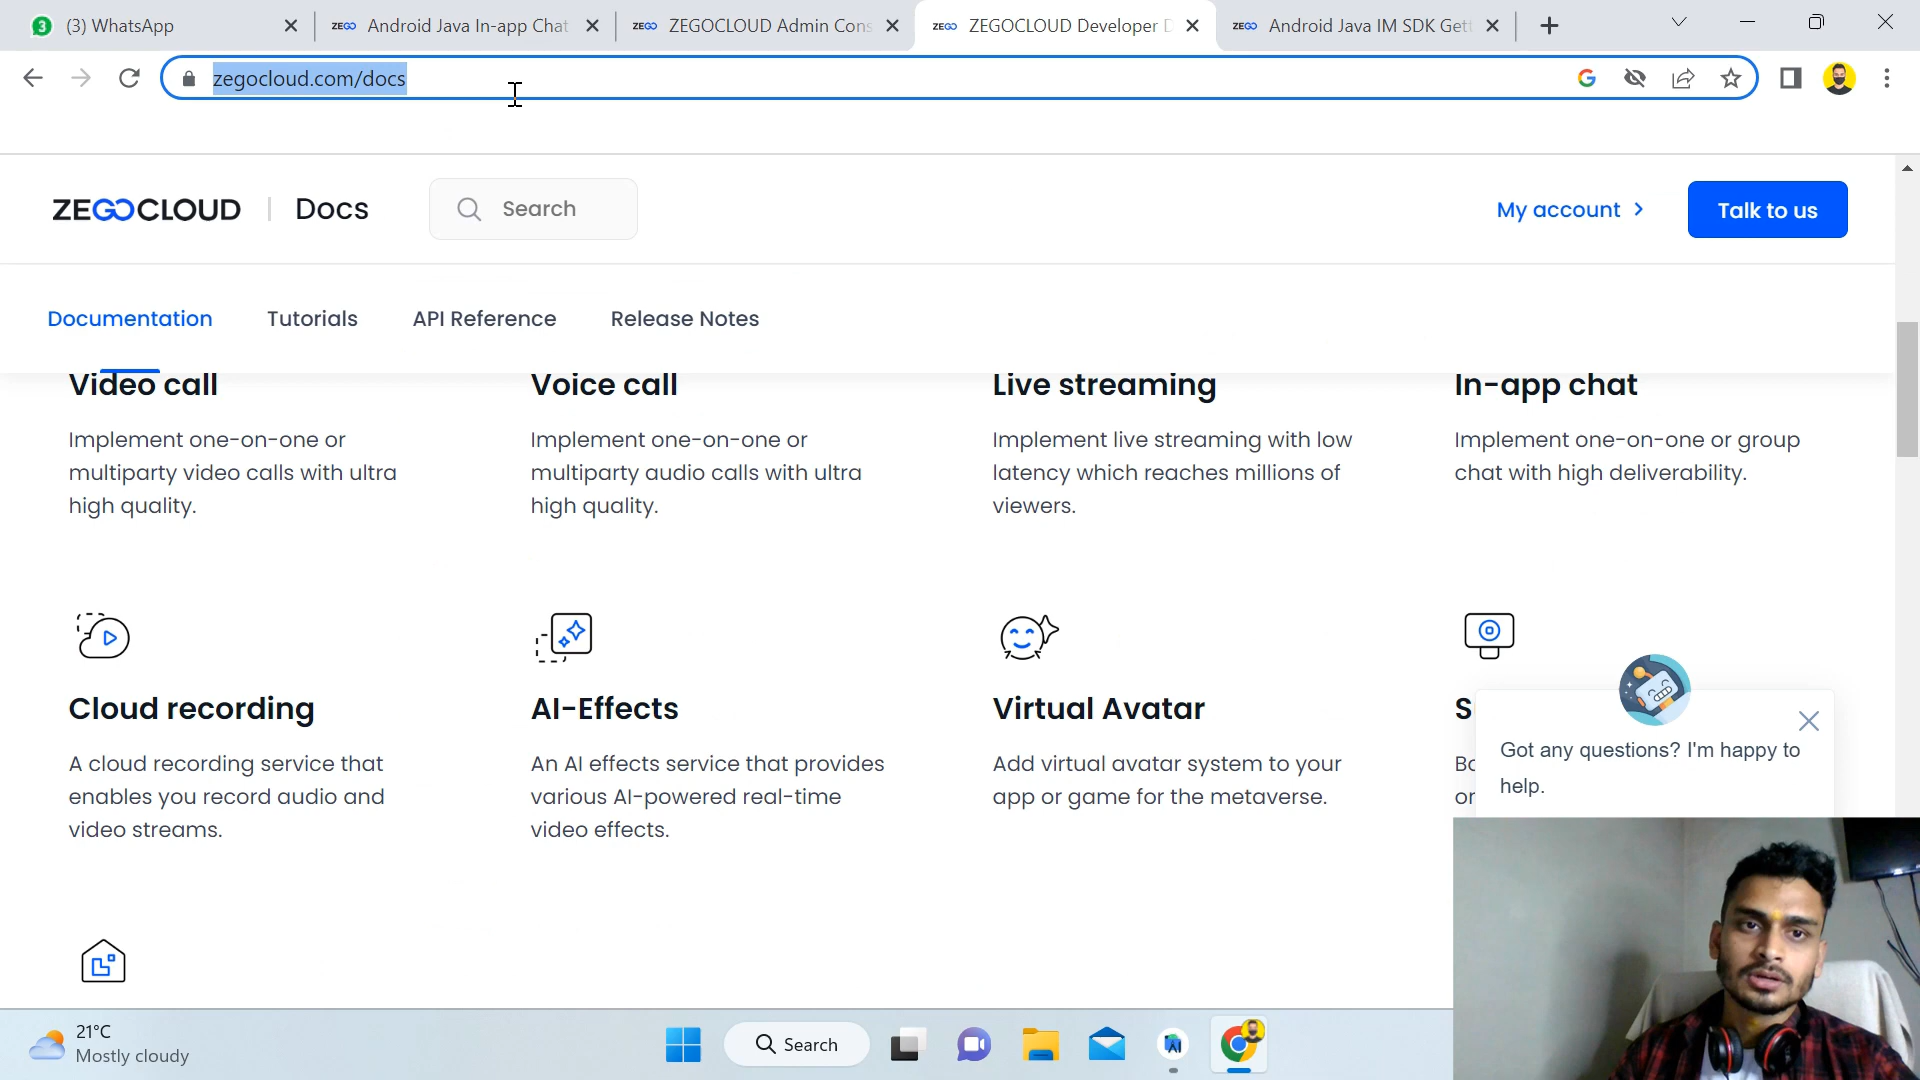 3 (3) WhatsApp
ZEGO Android Java In-app Chat
ZEGO ZEGOCLOUD Admin Cons
ZEGO ZEGOCLOUD Developer D
ZEGO Android Java IM SDK Gett
zegocloud.com/docs
ZEGOCLOUD | Docs
Search
My account >
Talk to us
Documentation
Tutorials
API Reference
Release Notes
Video call
Voice call
Live streaming
In-app chat
Implement one-on-one or
multiparty video calls with ultra
high quality.
Implement one-on-one or
multiparty audio calls with ultra
high quality.
Implement live streaming with low
latency which reaches millions of
viewers.
Implement one-on-one or group
chat with high deliverability.
Cloud recording
AI-Effects
Virtual Avatar
S
A cloud recording service that
enables you record audio and
video streams.
An AI effects service that provides
various AI-powered real-time
video effects.
Add virtual avatar system to your
app or game for the metaverse.
Got any questions? I'm happy to
help.
21°C
Mostly cloudy
Search